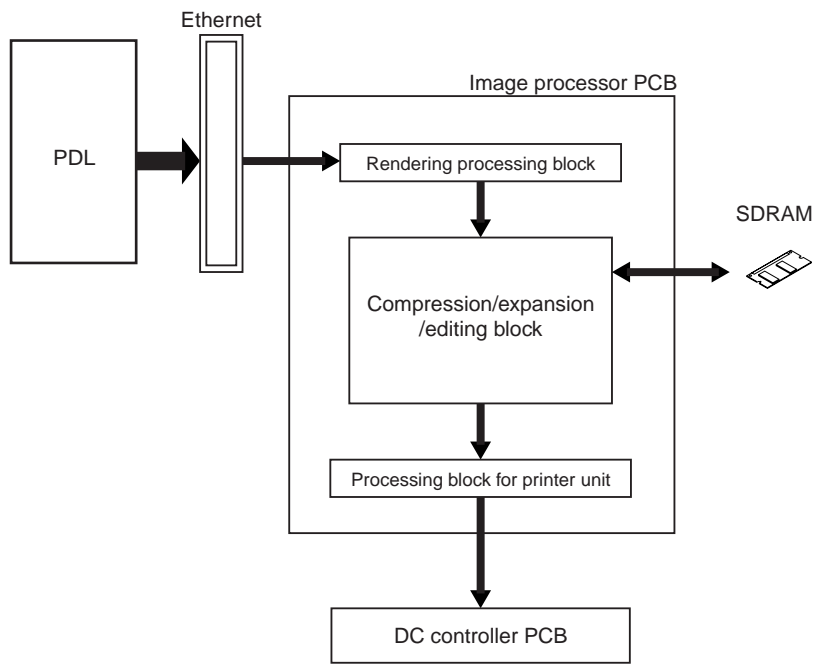 Ethernet
Image processor PCB
PDL
Rendering processing block
SDRAM
Compression/expansion
/editing block
Processing block for printer unit
DC controller PCB